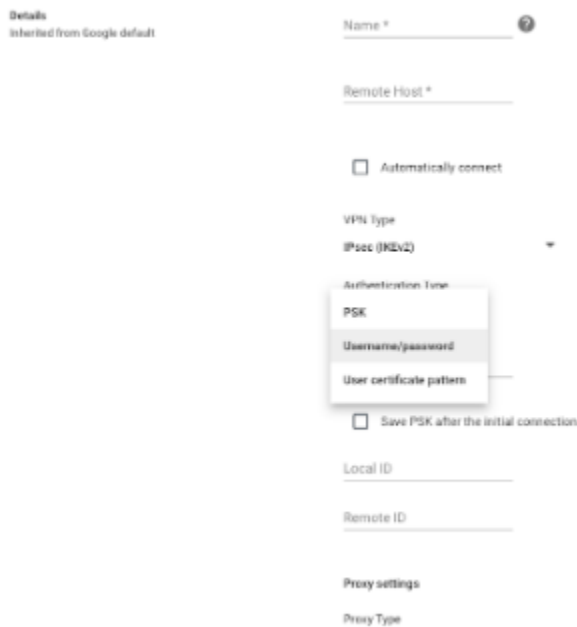 Details
Inherited from Google default
Name *
Remote Host *
Automatically connect
VPN Type
IPsec (IKEv2)
Authentication Type
PSK
Username/password
User certificate pattern
Save PSK after the initial connection
Local ID
Remote ID
Proxy settings
Proxy Type